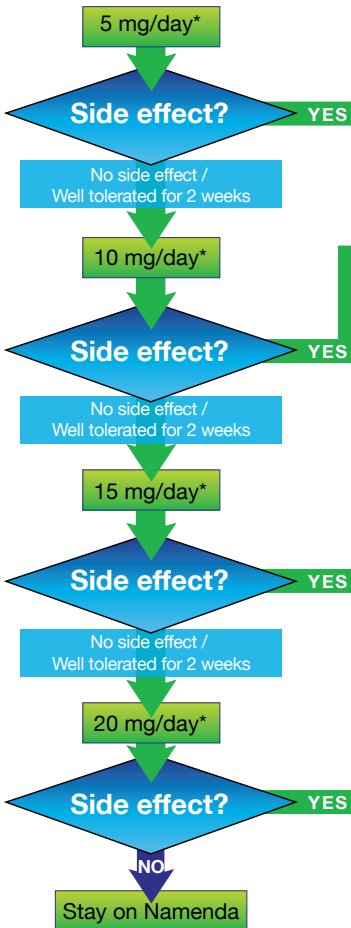 5 mg/day*
Side effect?
YES
No side effect /
Well tolerated for 2 weeks
10 mg/day*
Side effect?
YES
No side effect /
Well tolerated for 2 weeks
15 mg/day*
Side effect?
YES
No side effect /
Well tolerated for 2 weeks
20 mg/day*
Side effect?
YES
NO
Stay on Namenda